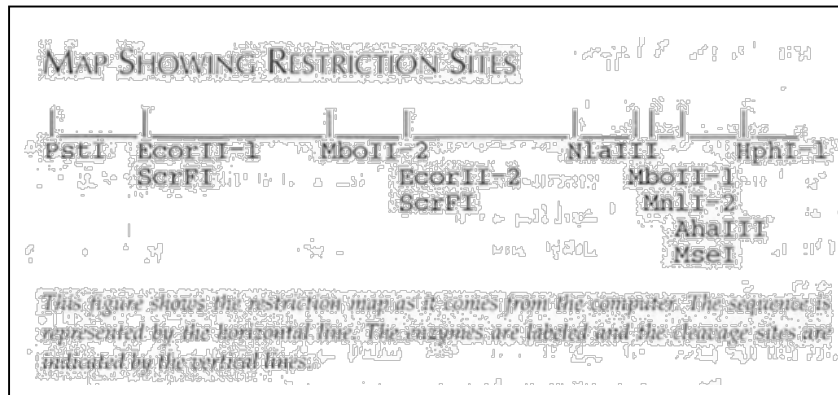 MAP SHOWING RESTRICTION SITES
PstI EcorII-1 MboII-2 NlaIII HphI-1
ScrFI EcorII-2 MboII-1
ScrFI MnlI-2
AhaIII
MseI
This figure shows the restriction map as it comes from the computer. The sequence is
represented by the horizontal line. The enzymes are labeled and the cleavage sites are
indicated by the vertical lines.